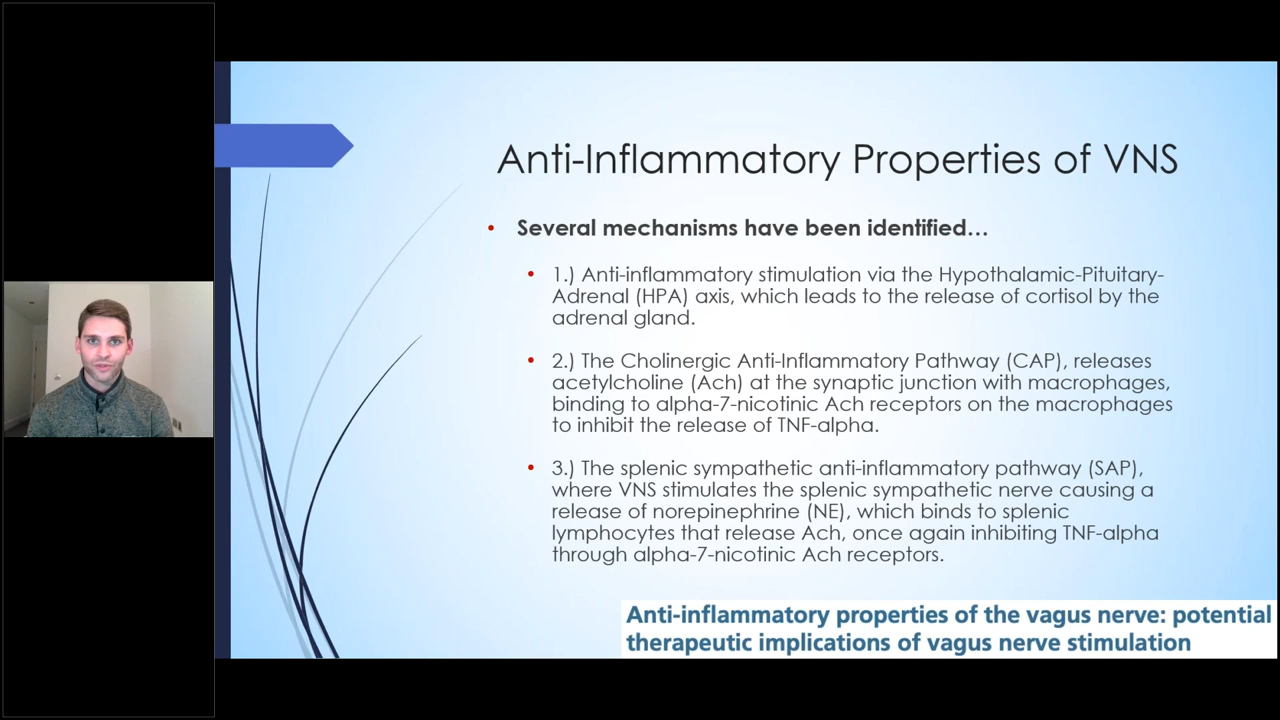 Anti-Inflammatory Properties of VNS
• Several mechanisms have been identified...
• 1.) Anti-inflammatory stimulation via the Hypothalamic-Pituitary-
Adrenal (HPA) axis, which leads to the release of cortisol by the
adrenal gland.
• 2.) The Cholinergic Anti-Inflammatory Pathway (CAP), releases
acetylcholine (Ach) at the synaptic junction with macrophages,
binding to alpha-7-nicotinic Ach receptors on the macrophages
to inhibit the release of TNF-alpha.
• 3.) The splenic sympathetic anti-inflammatory pathway (SAP),
where VNS stimulates the splenic sympathetic nerve causing a
release of norepinephrine (NE), which binds to splenic
lymphocytes that release Ach, once again inhibiting TNF-alpha
through alpha-7-nicotinic Ach receptors.
Anti-inflammatory properties of the vagus nerve: potential
therapeutic implications of vagus nerve stimulation